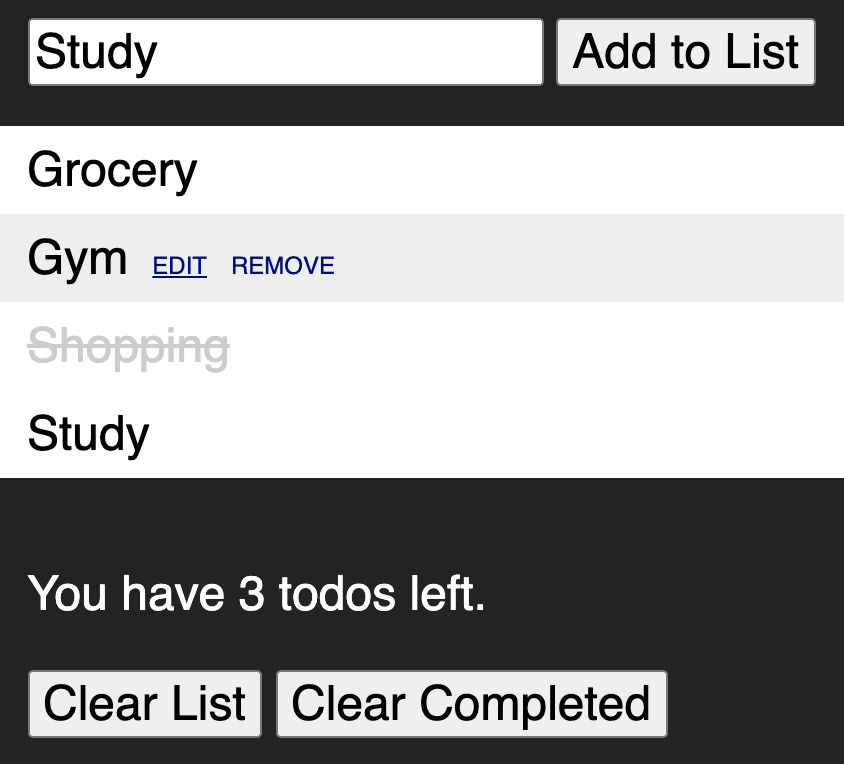 Study Add to List
Grocery
Gym EDIT REMOVE
Shopping
Study
You have 3 todos left.
Clear List Clear Completed